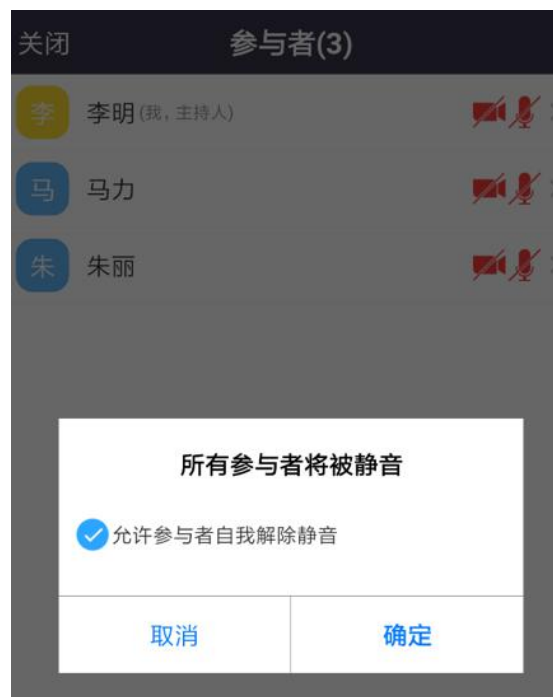 关闭 参与者(3)
李 李明(我，主持人)
马 马力
朱 朱丽
所有参与者将被静音
允许参与者自我解除静音
取消 确定